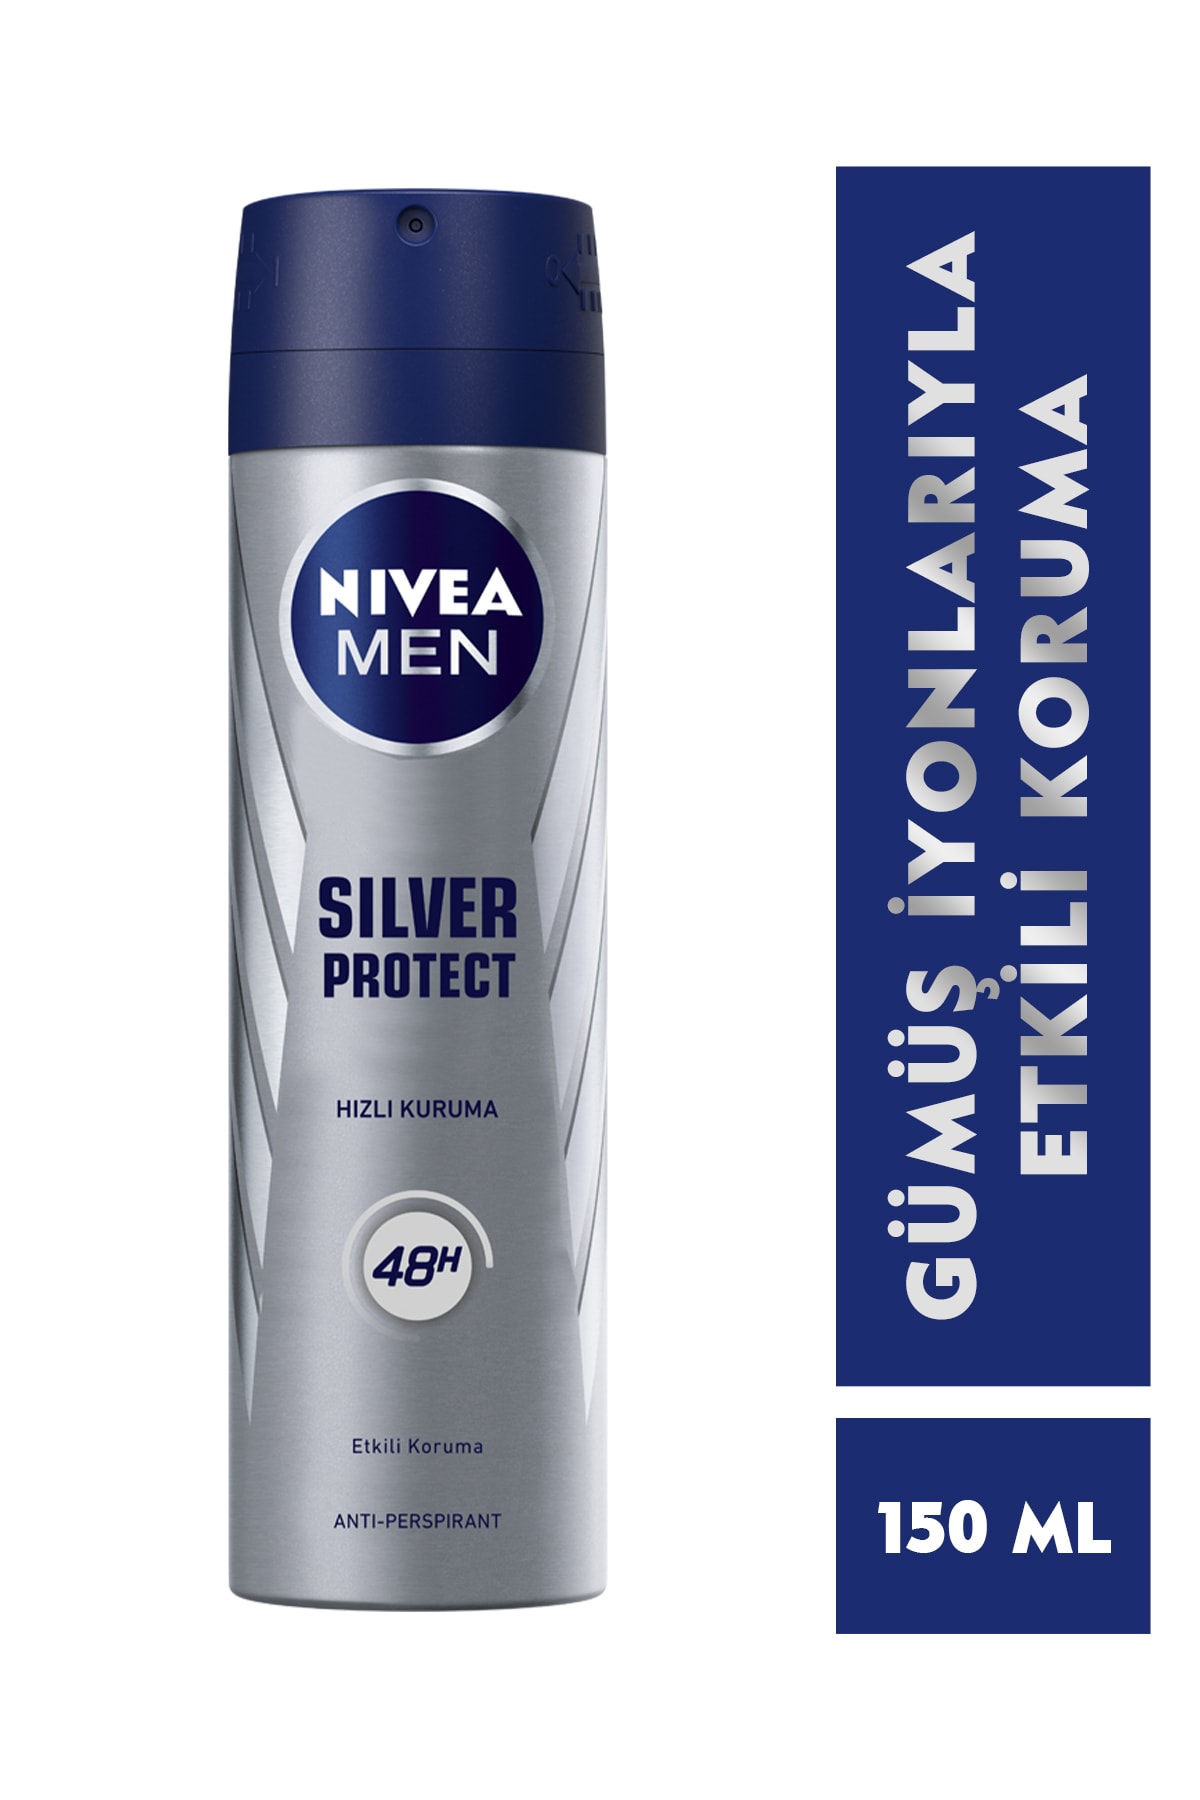 NIVEA
MEN
SILVER
PROTECT
HIZLI KURUMA
48H
Etkili Koruma
ANTI-PERSPIRANT
GÜMÜŞ İYONLARIYLA
ETKİLİ KORUMA
150 ML